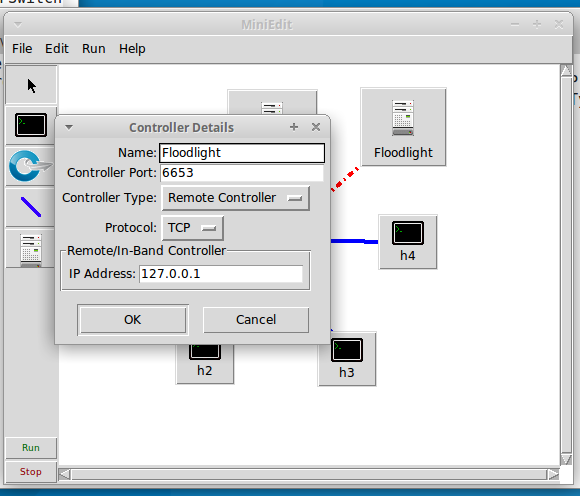 MiniEdit
File Edit Run Help
Controller Details
Name: Floodlight
Controller Port: 6653
Controller Type: Remote Controller
Protocol: TCP
Remote/In-Band Controller
IP Address: 127.0.0.1
OK Cancel
Floodlight
h4
h2
h3
Run
Stop